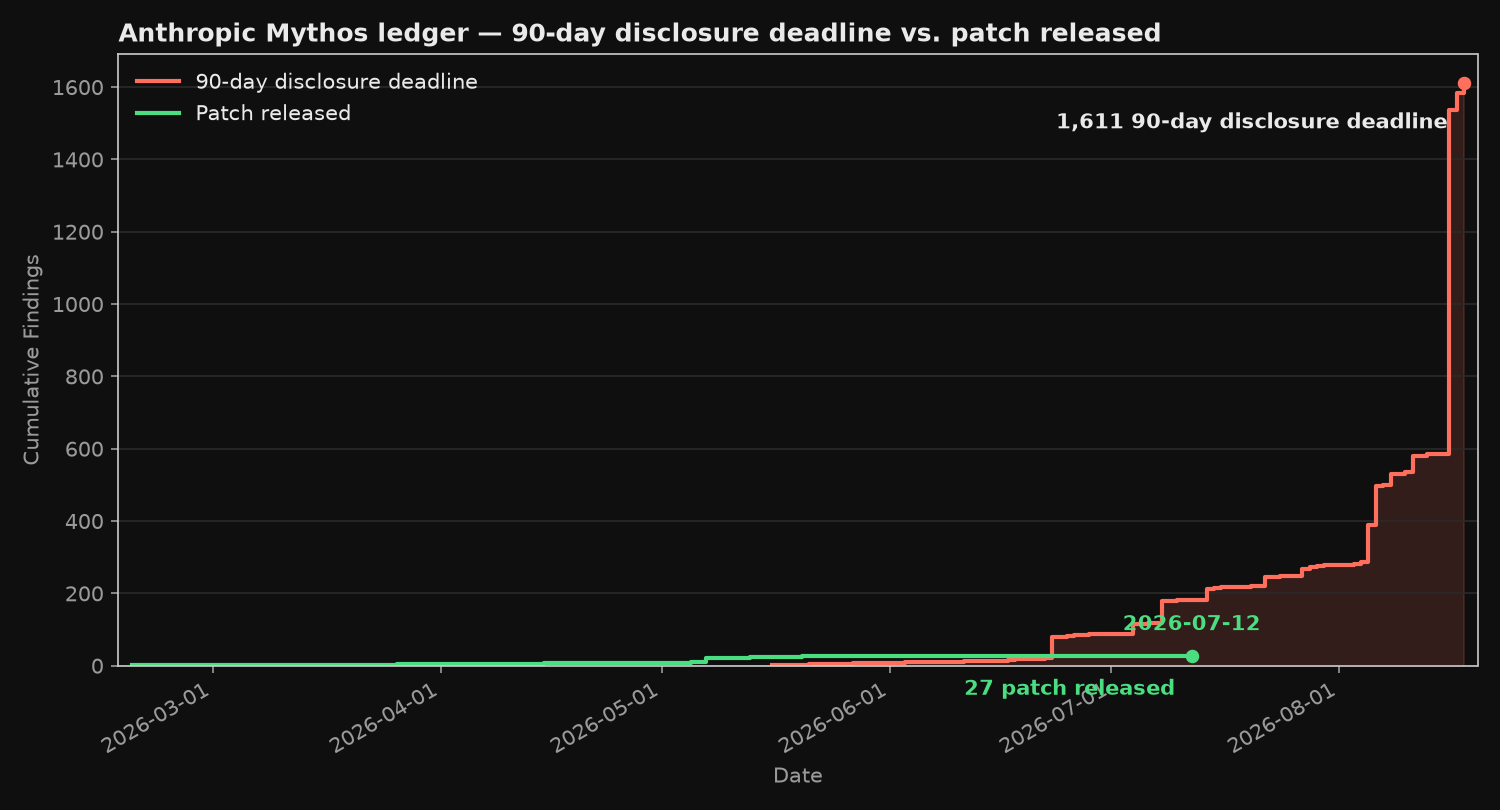 Anthropic Mythos ledger — 90-day disclosure deadline vs. patch released
90-day disclosure deadline
Patch released
1,611 90-day disclosure deadline
1600
1400
1200
1000
800
600
400
200
0
Cumulative Findings
2026-07-12
27 patch released
2026-03-01
2026-04-01
2026-05-01
2026-06-01
2026-07-01
2026-08-01
Date